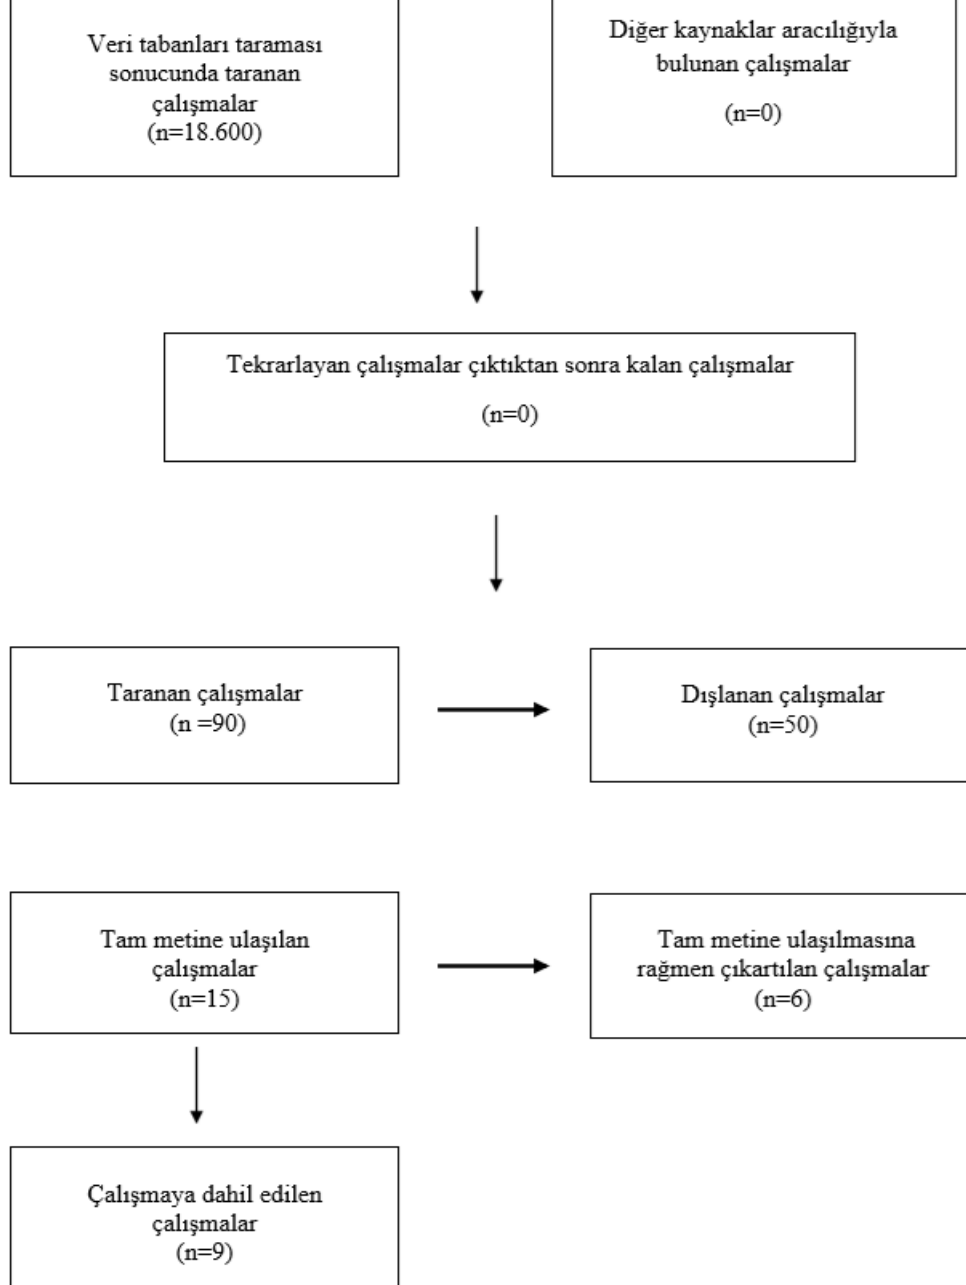 Veri tabanları taraması
sonucunda taranan
çalışmalar
(n=18.600)
Diğer kaynaklar aracılığıyla
bulunan çalışmalar
(n=0)
Tekrarlayan çalışmalar çıktıktan sonra kalan çalışmalar
(n=0)
Taranan çalışmalar
(n =90)
Dışlanan çalışmalar
(n=50)
Tam metine ulaşılan
çalışmalar
(n=15)
Tam metine ulaşılmasına
rağmen çıkartılan çalışmalar
(n=6)
Çalışmaya dahil edilen
çalışmalar
(n=9)